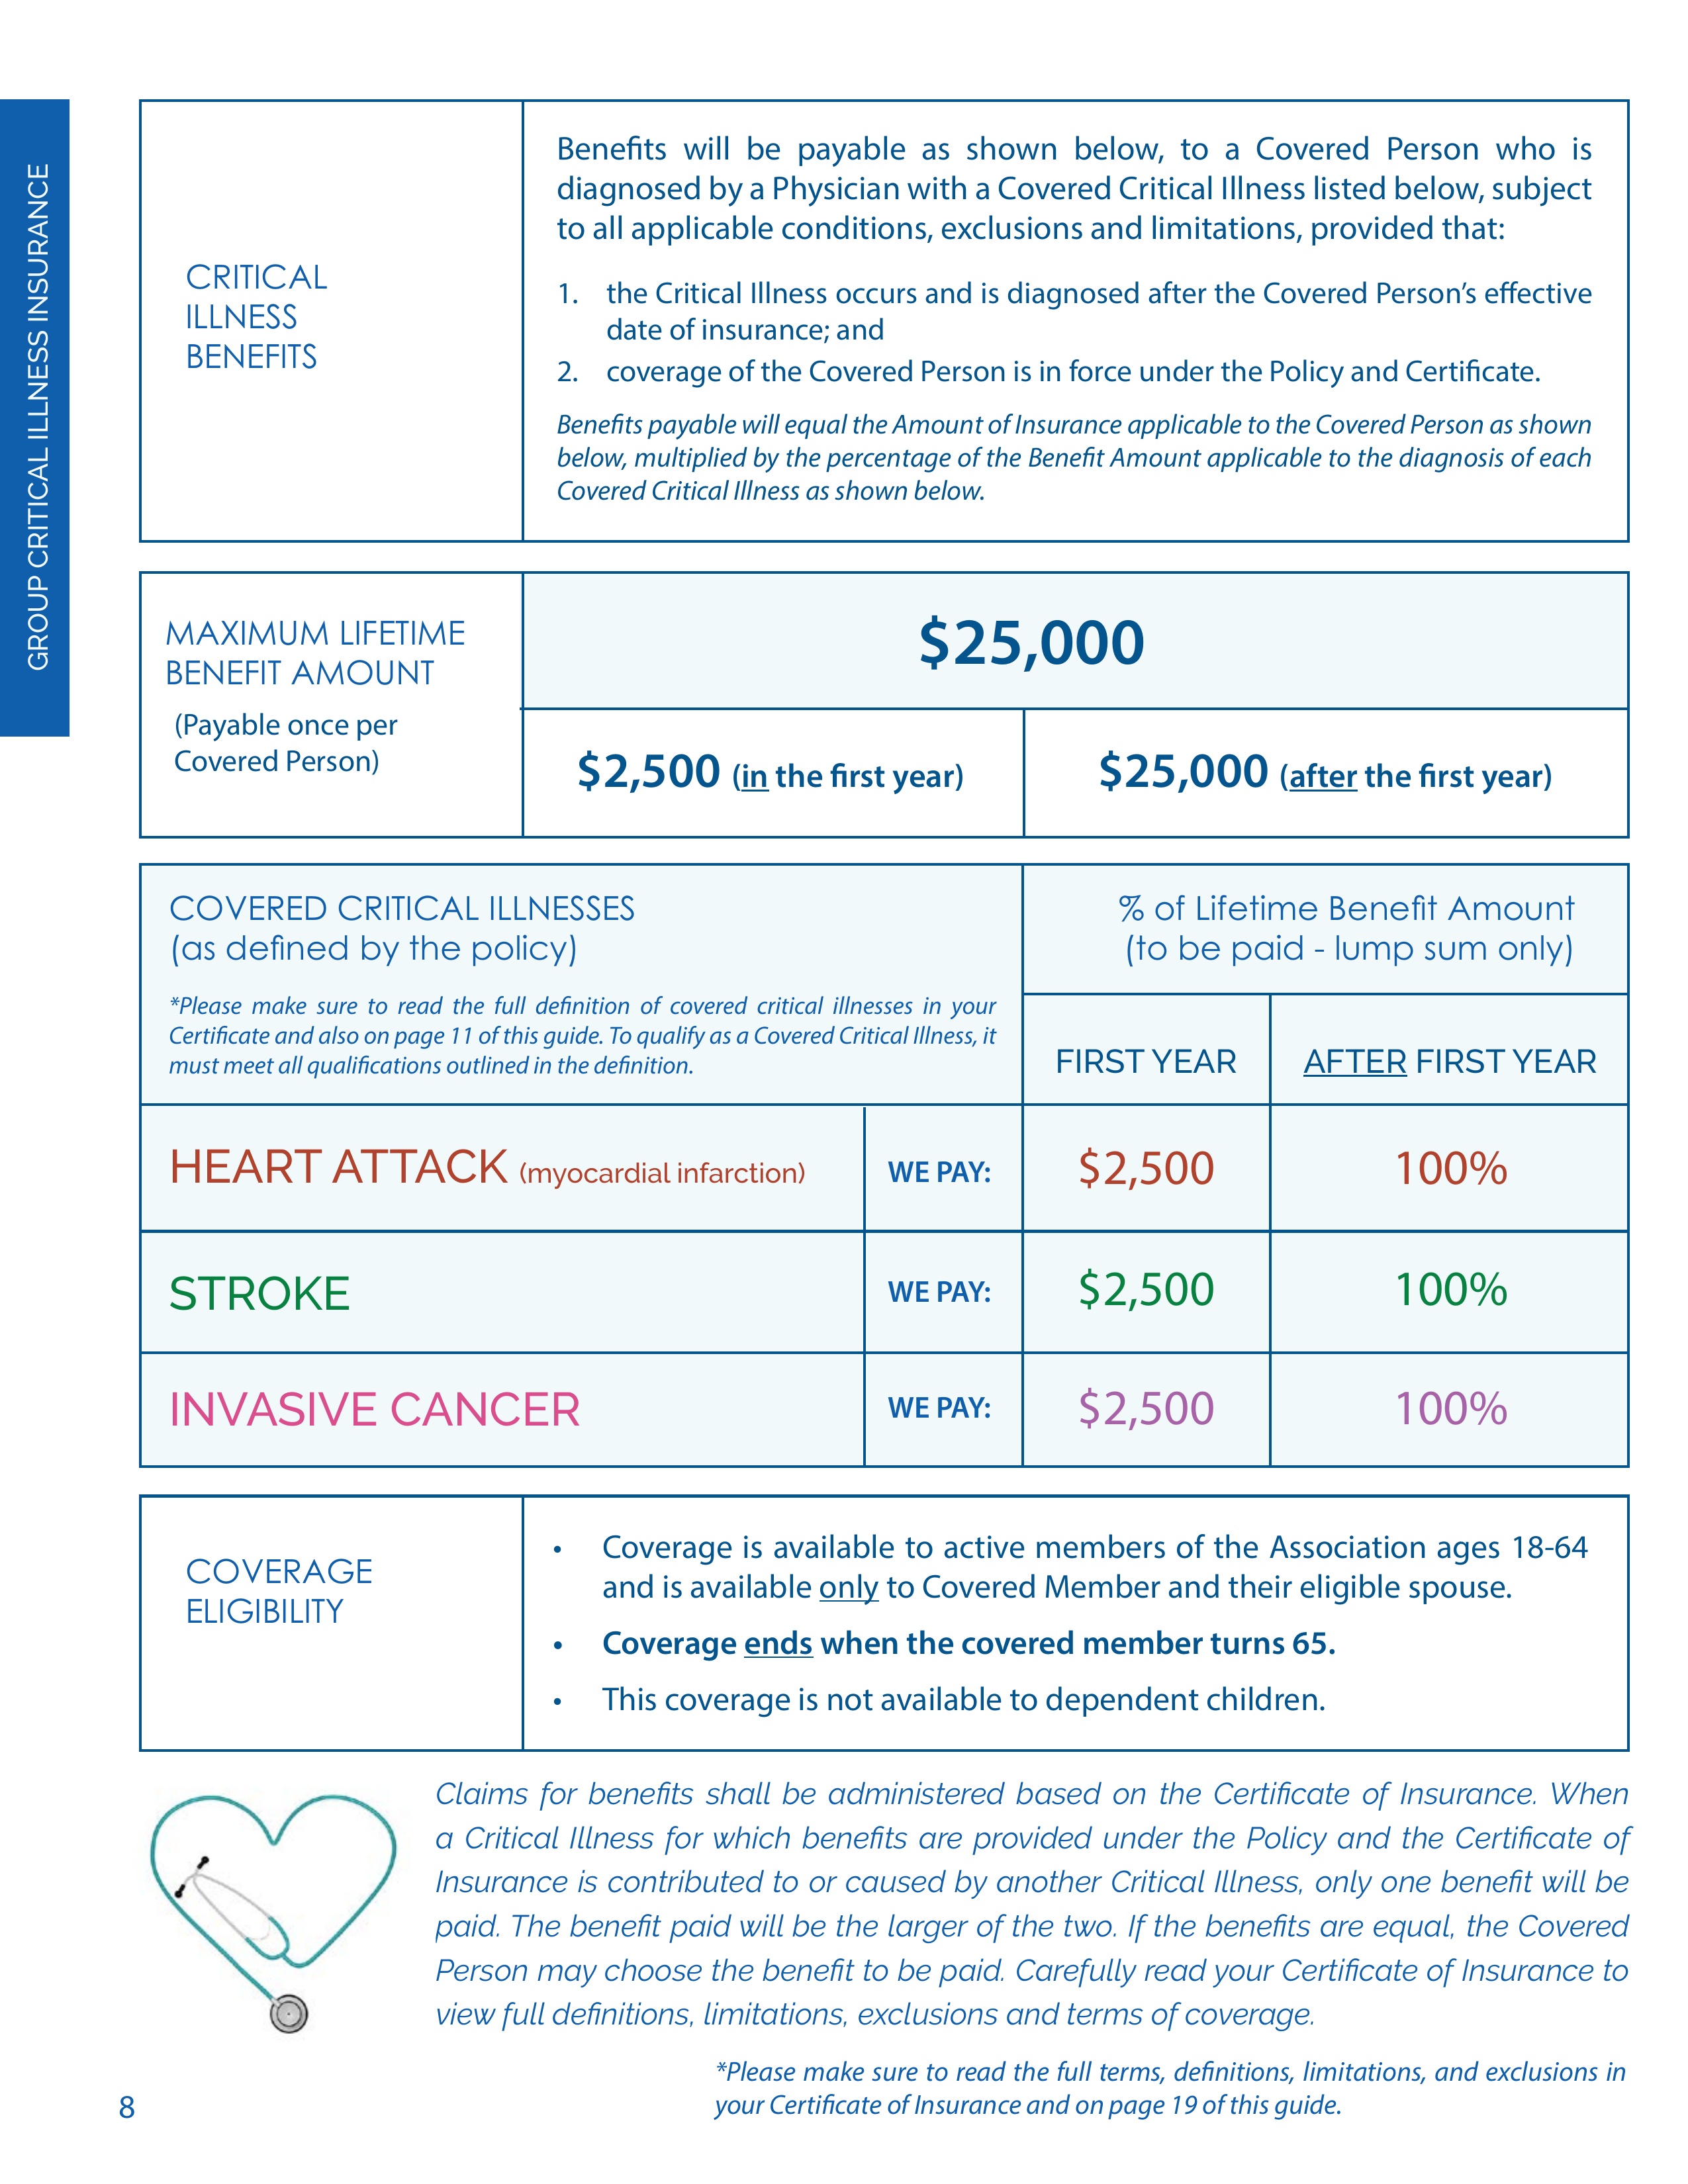 GROUP CRITICAL ILLNESS INSURANCE
CRITICAL
ILLNESS
BENEFITS
Benefits will be payable as shown below, to a Covered Person who is
diagnosed by a Physician with a Covered Critical Illness listed below, subject
to all applicable conditions, exclusions and limitations, provided that:
1. the Critical Illness occurs and is diagnosed after the Covered Person’s effective
date of insurance; and
2. coverage of the Covered Person is in force under the Policy and Certificate.
Benefits payable will equal the Amount of Insurance applicable to the Covered Person as shown
below, multiplied by the percentage of the Benefit Amount applicable to the diagnosis of each
Covered Critical Illness as shown below.
MAXIMUM LIFETIME
BENEFIT AMOUNT
(Payable once per
Covered Person)
$25,000
$2,500 (in the first year)
$25,000 (after the first year)
COVERED CRITICAL ILLNESSES
(as defined by the policy)
*Please make sure to read the full definition of covered critical illnesses in your
Certificate and also on page 11 of this guide. To qualify as a Covered Critical Illness, it
must meet all qualifications outlined in the definition.
% of Lifetime Benefit Amount
(to be paid - lump sum only)
FIRST YEAR
AFTER FIRST YEAR
HEART ATTACK (myocardial infarction) WE PAY: $2,500 100%
STROKE WE PAY: $2,500 100%
INVASIVE CANCER WE PAY: $2,500 100%
COVERAGE
ELIGIBILITY
• Coverage is available to active members of the Association ages 18-64
and is available only to Covered Member and their eligible spouse.
• Coverage ends when the covered member turns 65.
• This coverage is not available to dependent children.
Claims for benefits shall be administered based on the Certificate of Insurance. When
a Critical Illness for which benefits are provided under the Policy and the Certificate of
Insurance is contributed to or caused by another Critical Illness, only one benefit will be
paid. The benefit paid will be the larger of the two. If the benefits are equal, the Covered
Person may choose the benefit to be paid. Carefully read your Certificate of Insurance to
view full definitions, limitations, exclusions and terms of coverage.
*Please make sure to read the full terms, definitions, limitations, and exclusions in
your Certificate of Insurance and on page 19 of this guide.
8